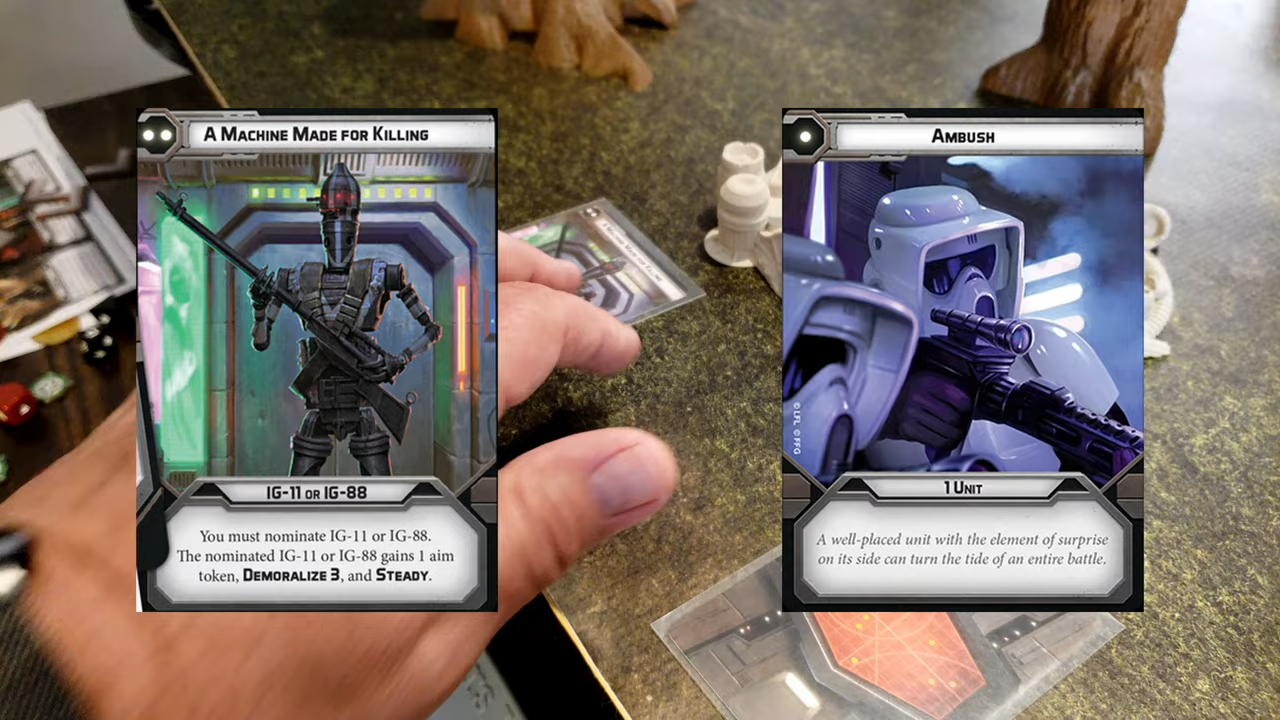 A Machine Made for Killing
IG-11 or IG-88
You must nominate IG-11 or IG-88.
The nominated IG-11 or IG-88 gains 1 aim
token, Demoralize 3, and Steady.
Ambush
© LFL © FFG
1 Unit
A well-placed unit with the element of surprise
on its side can turn the tide of an entire battle.